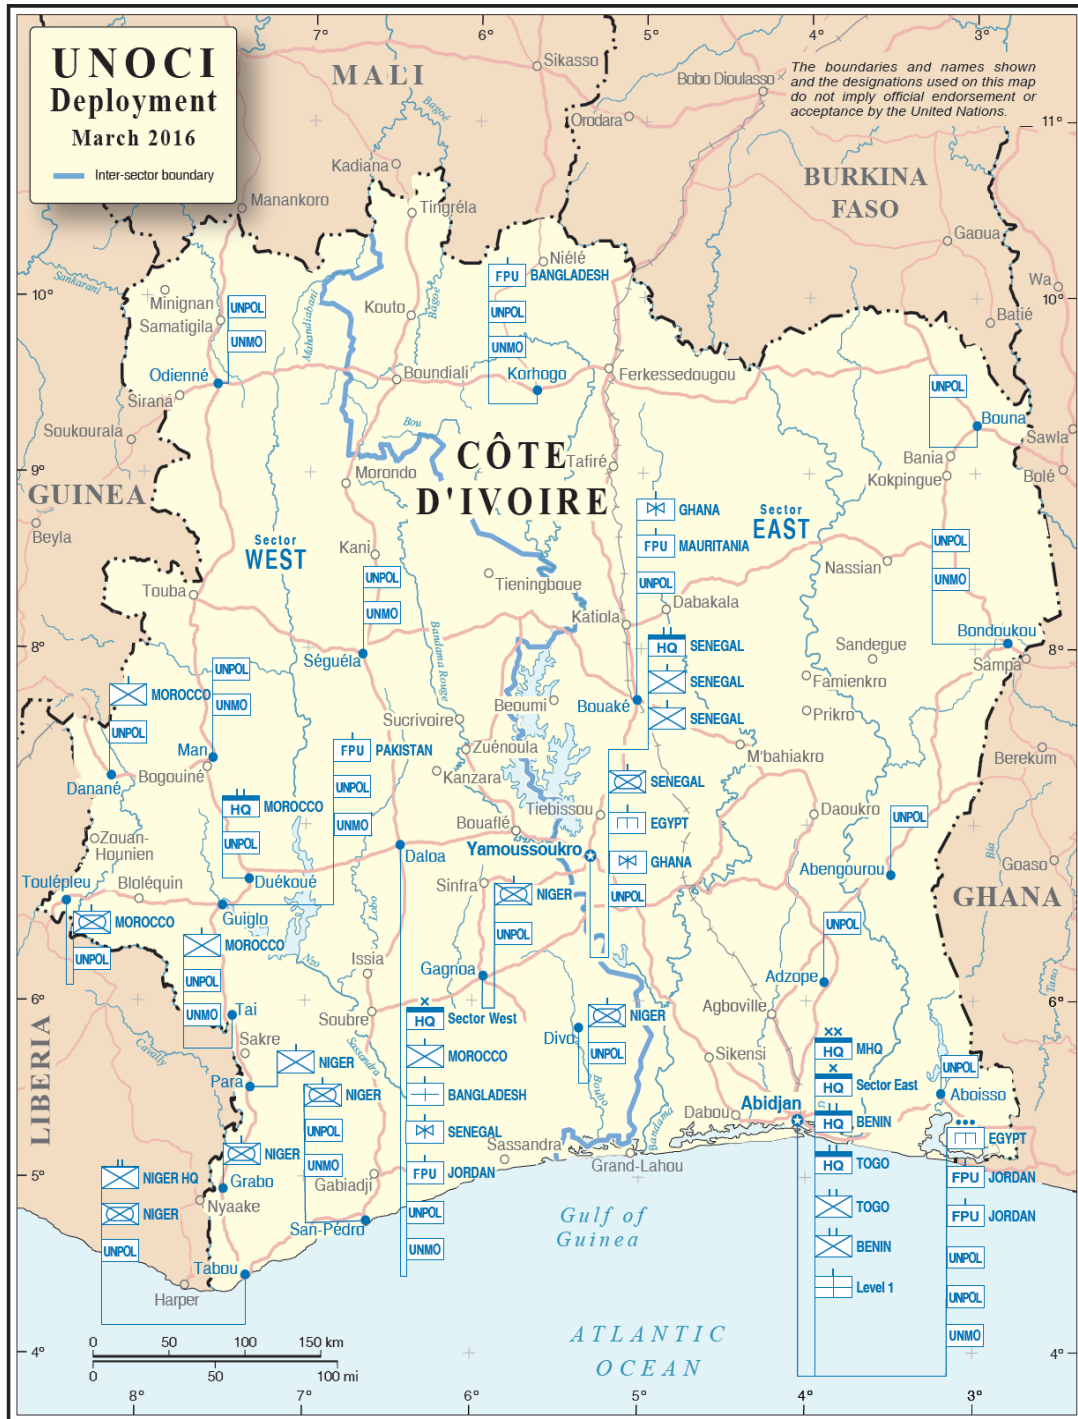 UNOCI
Deployment
March 2016
Inter-sector boundary
The boundaries and names shown
and the designations used on this map
do not imply official endorsement or
acceptance by the United Nations.
7°
6°
5°
4°
3°
11°
MALI
Sikasso
Bobo Dioulasso
Orodara
Bagoé
Kadiana
Manankoro
Tingréla
BURKINA
FASO
Gaoua
Wa
Batié
Sankarani
10°
10°
Minignan
Samatigila
Mahandiabani
Kouto
Bagoé
Niélé
FPU BANGLADESH
UNPOL
UNMO
Korhogo
UNPOL
UNMO
Odienné
Sirana
Boundiali
Ferkessedougou
UNPOL
Bouna
Soukourala
Bou
Sawla
Bania
Kokpingue
Bolé
9°
9°
CÔTE
D'IVOIRE
Tafiré
Morondo
GUINEA
Beyla
Sector
WEST
Sector
EAST
GHANA
FPU MAURITANIA
UNPOL
Kani
UNPOL
UNMO
Tieningboue
Nassian
UNPOL
UNMO
Touba
Katiola
Dabakala
Bandama Rouge
Séguéla
HQ SENEGAL
SENEGAL
SENEGAL
Bouaké
Sandegue
Bondoukou
Sampa
8°
8°
Famienkro
Prikro
MOROCCO
UNPOL
Danané
UNPOL
UNMO
Man
Bogouiné
Sucrivoire
Beoumi
Zuénoula
Kanzara
M'bahiakro
Berekum
FPU PAKISTAN
UNPOL
UNMO
HQ MOROCCO
UNPOL
Duékoué
SENEGAL
EGYPT
GHANA
UNPOL
Tiebissou
Daoukro
UNPOL
Abengourou
Bia
Goaso
Zouan-
Hounien
Bouaflé
Yamoussoukro
Daloa
Toulépleu
Bloléquin
Guiglo
Sinfra
NIGER
UNPOL
Gagnoa
GHANA
MOROCCO
UNPOL
MOROCCO
UNPOL
UNMO
Tai
Nzo
Lobo
Issia
UNPOL
Adzope
Tano
6°
6°
Soubre
Agboville
HQ Sector West
MOROCCO
BANGLADESH
SENEGAL
FPU JORDAN
UNPOL
UNMO
NIGER
UNPOL
Divo
Sikensi
LIBERIA
Cavally
Sakre
Para
NIGER
Sassandra
Boubo
Bandama
Dabou
Abidjan
HQ MHQ
HQ Sector East
HQ BENIN
HQ TOGO
TOGO
BENIN
Level 1
UNPOL
Aboisso
EGYPT
FPU JORDAN
FPU JORDAN
UNPOL
UNPOL
UNMO
NIGER
UNPOL
UNMO
San-Pédro
NIGER
Grabo
Gabiadji
Sassandra
Grand-Lahou
5°
NIGER HQ
NIGER
UNPOL
Nyaake
Tabou
Harper
Gulf of
Guinea
ATLANTIC
OCEAN
0 50 100 150 km
0 50 100 mi
4°
4°
8°
7°
6°
5°
4°
3°